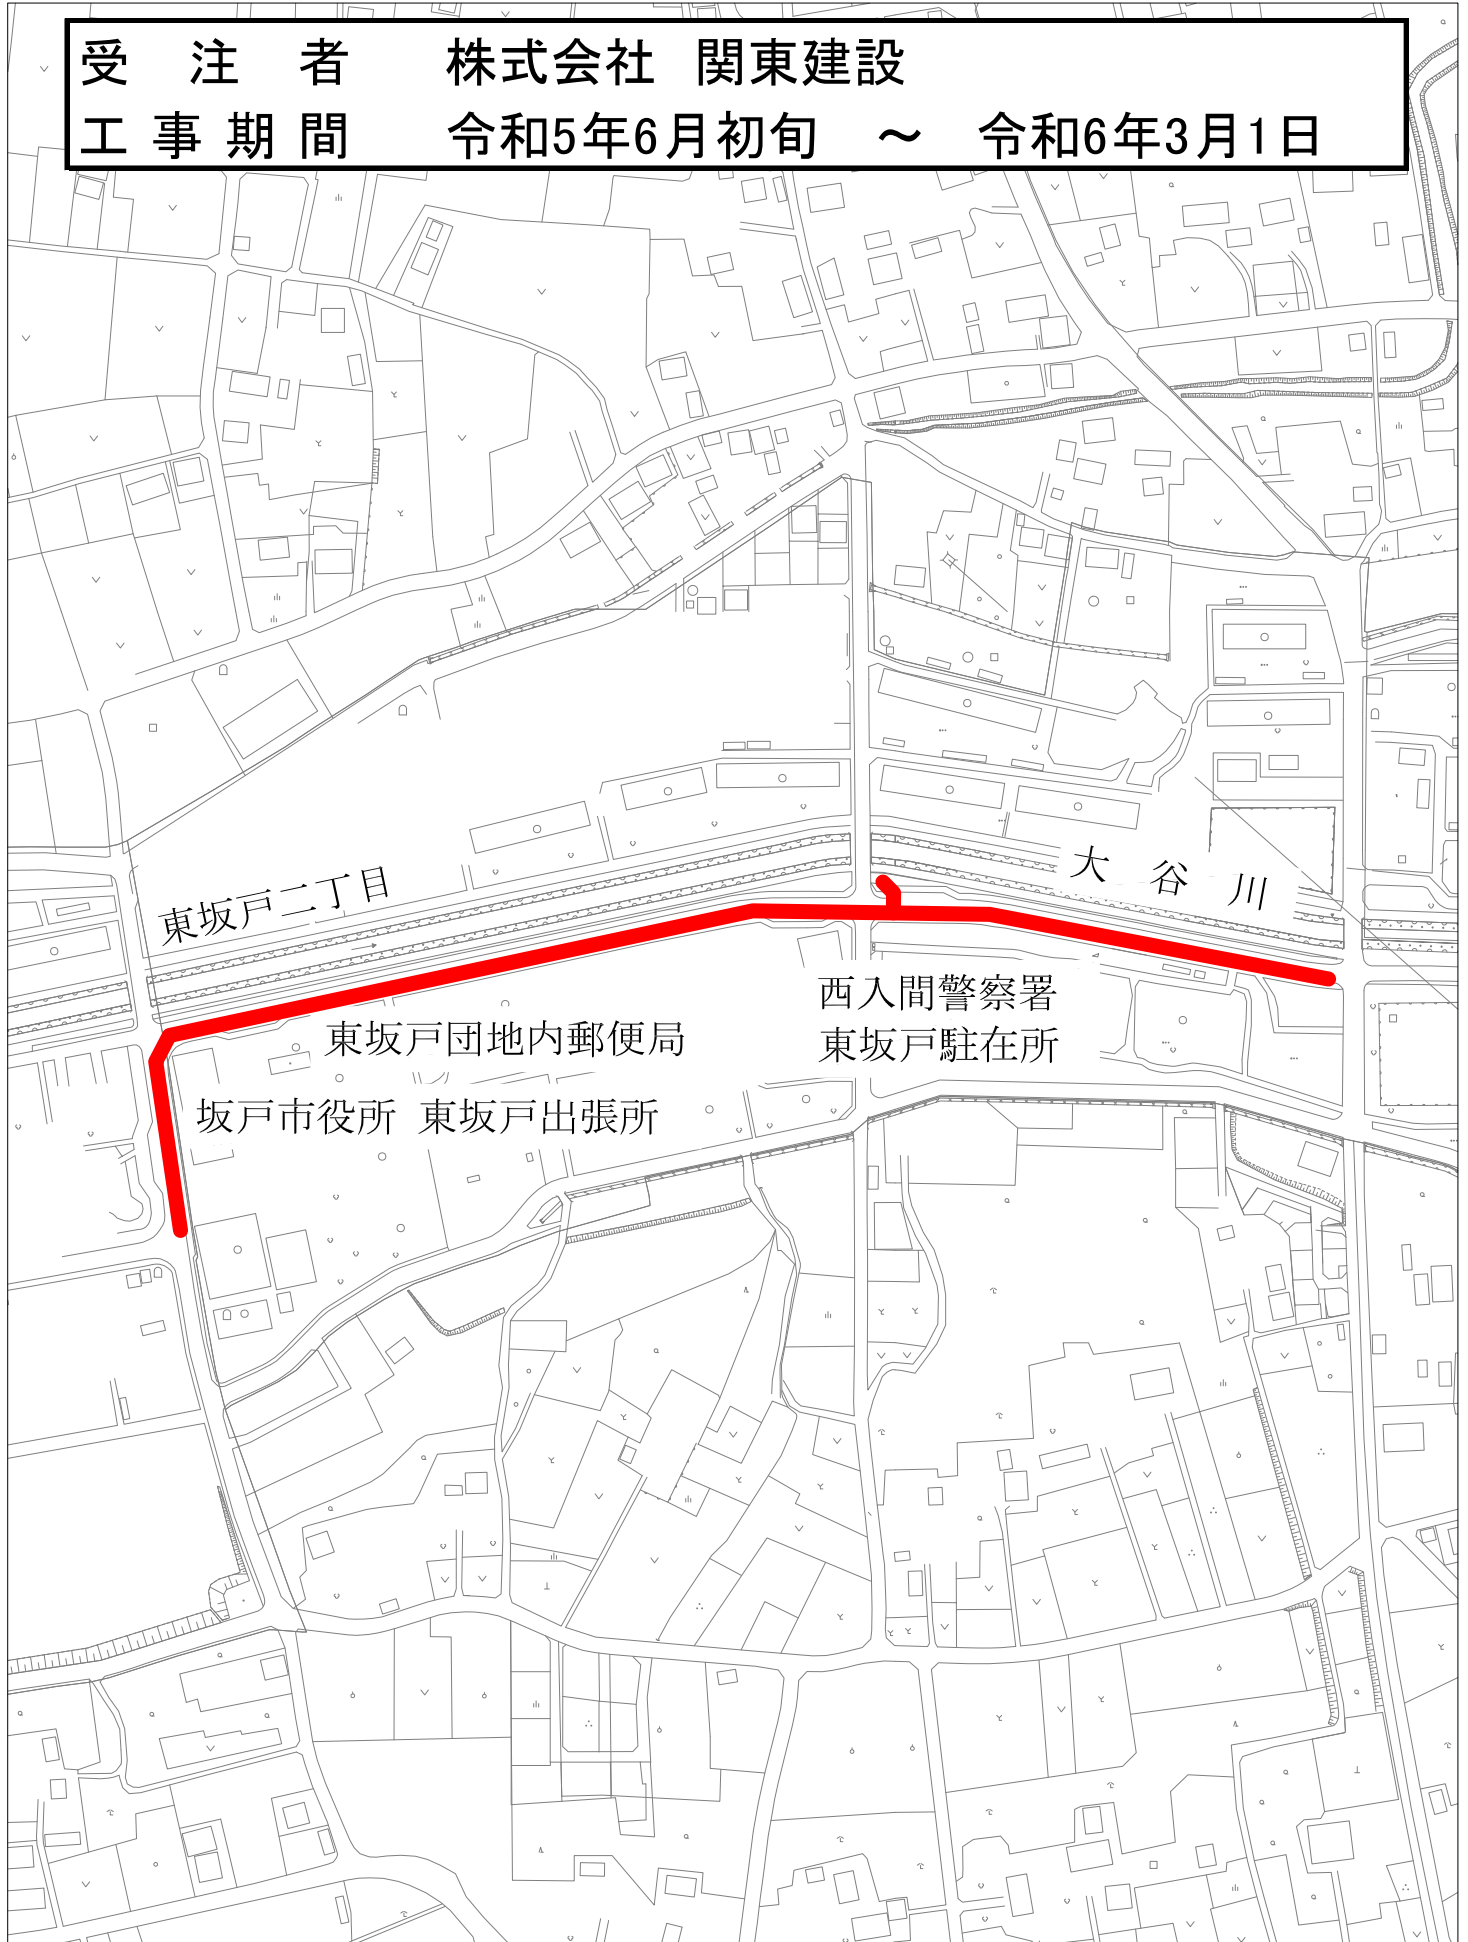 受　注　者　　株式会社　関東建設
工 事 期 間　　令和5年6月初旬　～　令和6年3月1日
大　谷　川
東坂戸二丁目
西入間警察署
東坂戸駐在所
東坂戸団地内郵便局
坂戸市役所　東坂戸出張所